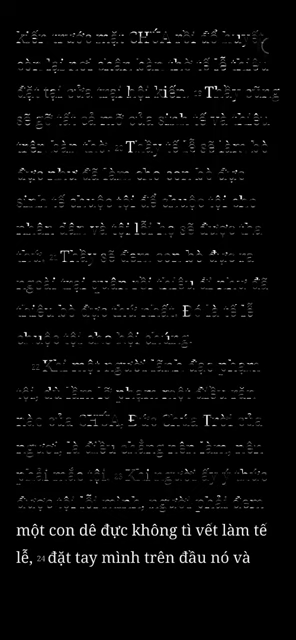 kiến trước mặt CHÚA rồi đổ huyết
còn lại nơi chân bàn thờ tế lễ thiêu
đặt tại cửa trại hội kiến. Thầy cũng
sẽ gỡ tất cả mỡ của sinh tế và thiêu
trên bàn thờ. Thầy tế lễ sẽ làm bò
đực như đã làm cho con bò đực
sinh tế chuộc tội để chuộc tội cho
nhân dân và tội lỗi họ sẽ được tha
thứ. Thầy sẽ đem con bò đực ra
ngoài trại quân rồi thiêu đi như đã
thiêu bò đực thứ nhất. Đó là tế lễ
chuộc tội cho hội chúng.
Khi một người lãnh đạo phạm
tội, dù lầm lỡ phạm một điều răn
nào của CHÚA, Đức Chúa Trời của
ngươi, là điều chẳng nên làm, nên
phải mắc tội. Khi người ấy ý thức
được tội lỗi mình, người phải đem
một con dê đực không tì vết làm tế
lễ, 24 đặt tay mình trên đầu nó và